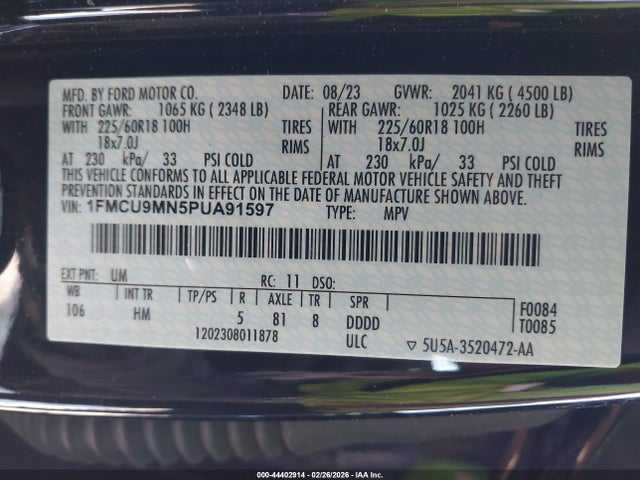 MFD. BY FORD MOTOR CO. DATE: 08/23 GVWR: 2041 KG ( 4500 LB)
FRONT GAWR: 1065 KG ( 2348 LB) REAR GAWR: 1025 KG ( 2260 LB)
WITH 225/60R18 100H TIRES WITH 225/60R18 100H TIRES
18x7.0J RIMS 18x7.0J RIMS
AT 230 kPa/ 33 PSI COLD AT 230 kPa/ 33 PSI COLD
THIS VEHICLE CONFORMS TO ALL APPLICABLE FEDERAL MOTOR VEHICLE SAFETY AND THEFT
PREVENTION STANDARDS IN EFFECT ON THE DATE OF MANUFACTURE SHOWN ABOVE.
VIN: 1FMCU9MN5PUA91597 TYPE: MPV
EXT PNT: UM RC: 11 DSO:
WB INT TR TP/PS R AXLE TR SPR
106 HM 5 81 8 DDDD
F0084
T0085
1202308011878 ULC ▽ 5U5A-3520472-AA
000-44402914 - 02/26/2026 - IAA Inc.